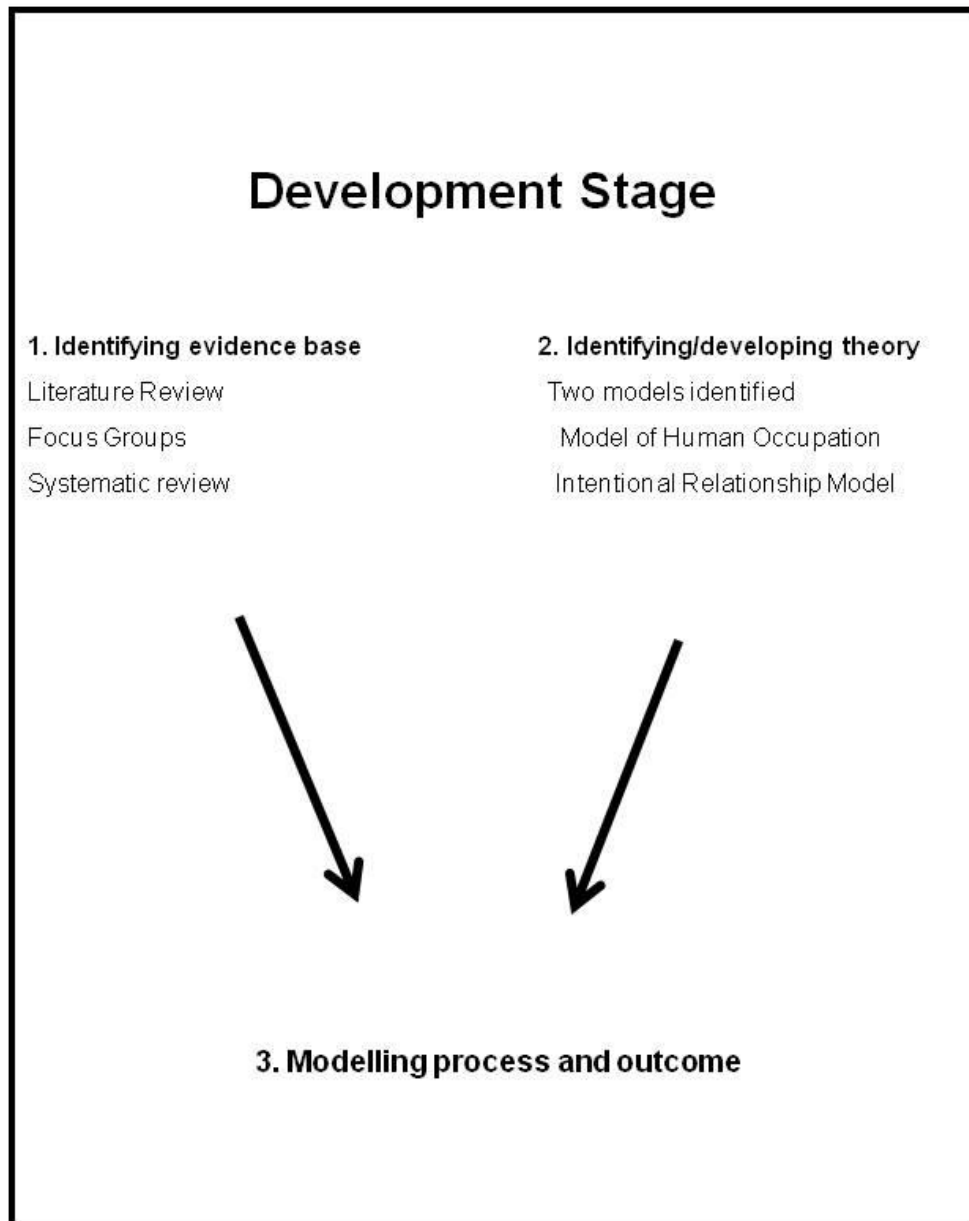 Development Stage
1. Identifying evidence base
Literature Review
Focus Groups
Systematic review
2. Identifying/developing theory
Two models identified
Model of Human Occupation
Intentional Relationship Model
3. Modelling process and outcome